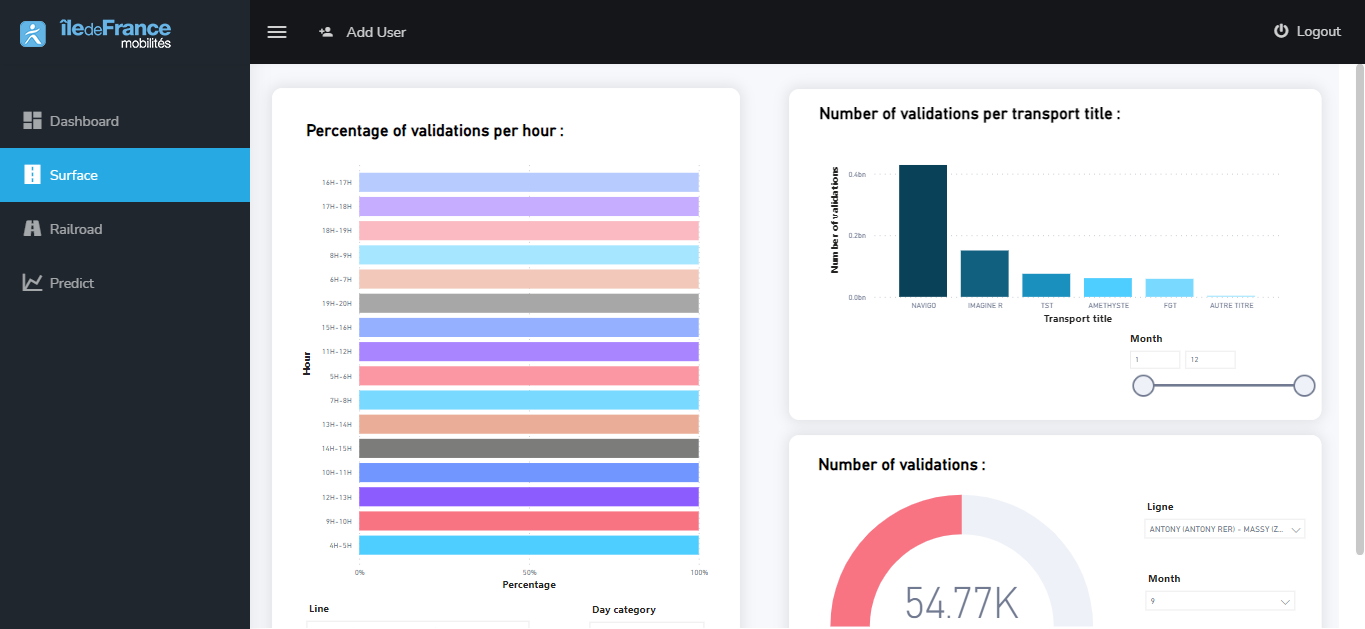 îledeFrance
mobilités
Add User
Logout
Dashboard
Surface
Railroad
Predict
Percentage of validations per hour :
Hour
16H-17H
17H-18H
18H-19H
8H-9H
6H-7H
19H-20H
15H-16H
11H-12H
5H-6H
7H-8H
13H-14H
14H-15H
10H-11H
12H-13H
9H-10H
4H-5H
0% 50% 100%
Percentage
Line
Day category
Number of validations per transport title :
Number of validations
0.4bn
0.2bn
0.0bn
NAVIGO IMAGINE R TST AMETHYSTE FGT AUTRE TITRE
Transport title
Month
1 12
Number of validations :
54.77K
Ligne
ANTONY (ANTONY RER) - MASSY (Z...
Month
9